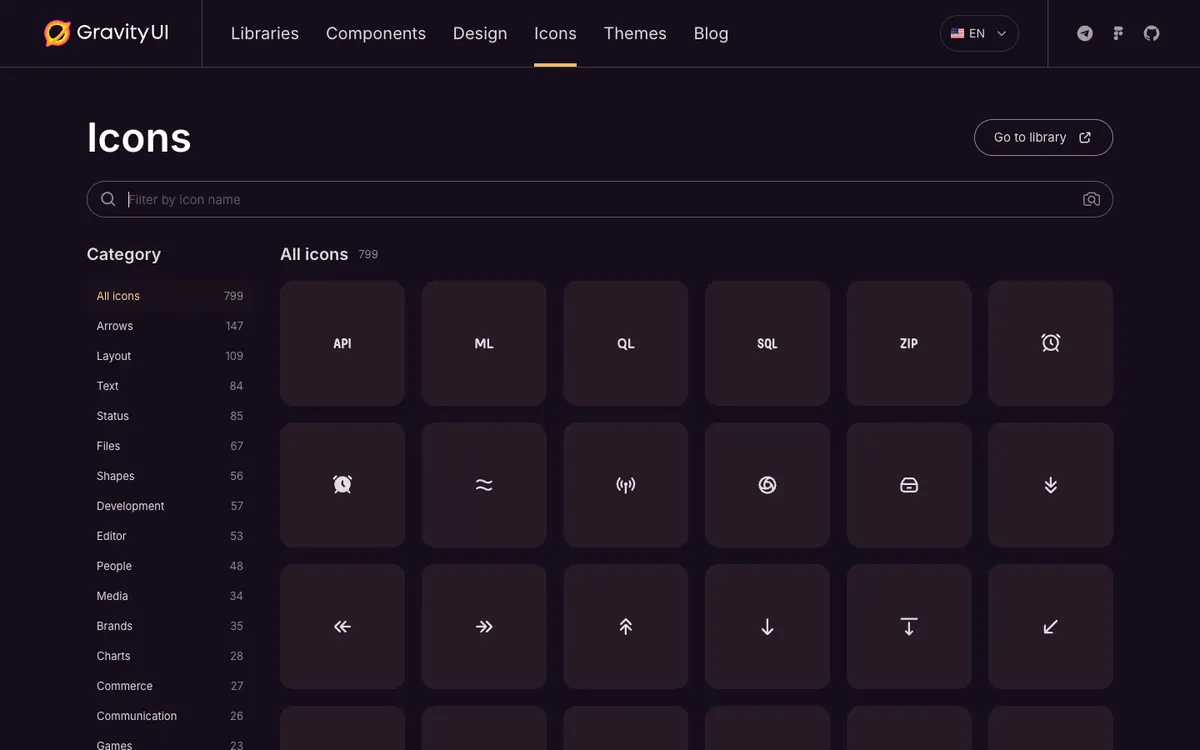 GravityUI
Libraries Components Design Icons Themes Blog
EN
Icons
Go to library
Filter by icon name
Category
All icons 799
All icons 799
Arrows 147
Layout 109
Text 84
Status 85
Files 67
Shapes 56
Development 57
Editor 53
People 48
Media 34
Brands 35
Charts 28
Commerce 27
Communication 26
Games 23
API ML QL SQL ZIP